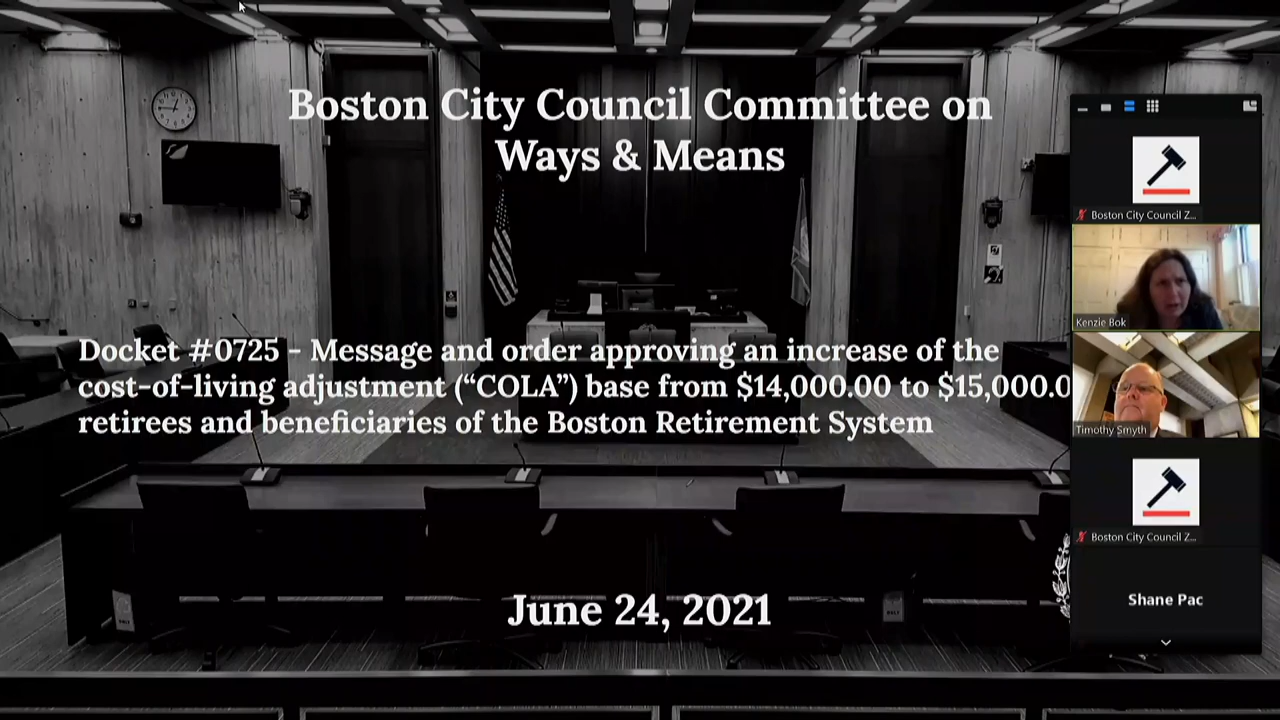 Boston City Council Committee on
Ways & Means
Docket #0725 - Message and order approving an increase of the
cost-of-living adjustment (“COLA”) base from $14,000.00 to $15,000.0
retirees and beneficiaries of the Boston Retirement System
June 24, 2021
Boston City Council Z...
Kenzie Bok
Timothy Smyth
Boston City Council Z...
Shane Pac